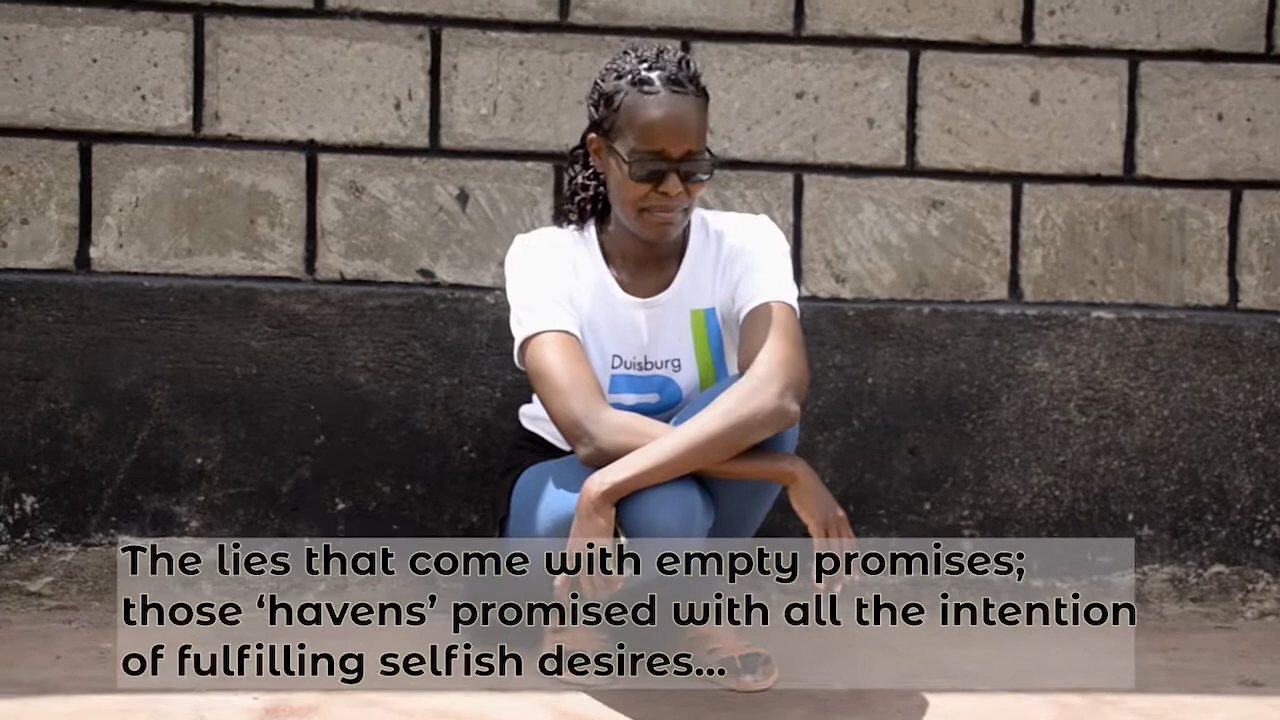 Duisburg
The lies that come with empty promises;
those ‘havens’ promised with all the intention
of fulfilling selfish desires...